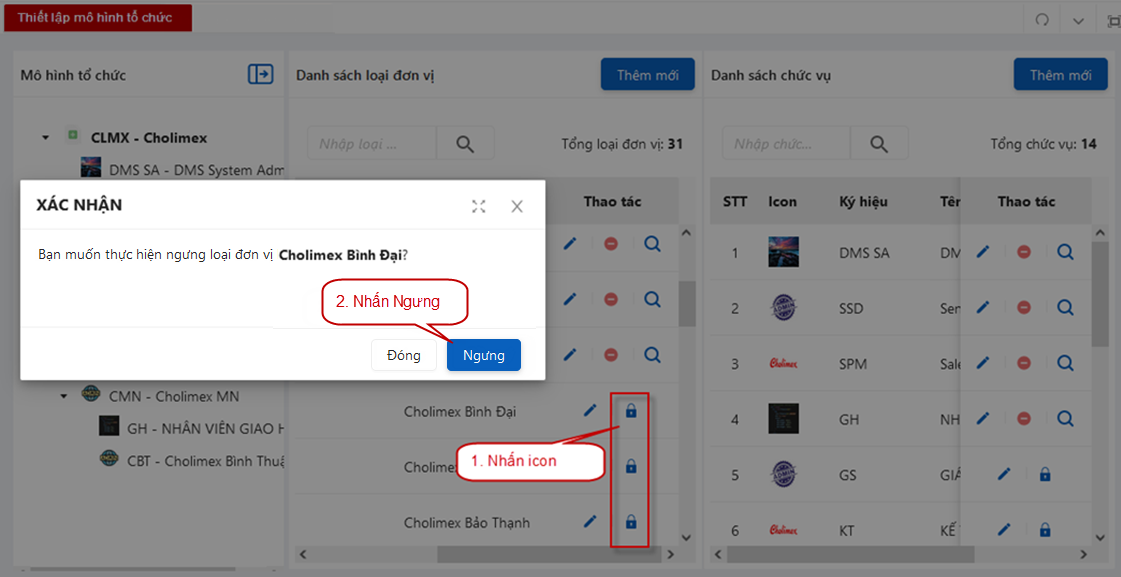 Thiết lập mô hình tổ chức
Mô hình tổ chức
CLMX - Cholimex
DMS SA - DMS System Adm
CMN - Cholimex MN
GH - NHÂN VIÊN GIAO H
CBT - Cholimex Bình Thuậ
Danh sách loại đơn vị
Thêm mới
Nhập loại ...
Tổng loại đơn vị: 31
Thao tác
Cholimex Bình Đại
Cholime
Cholimex Bảo Thạnh
XÁC NHẬN
Bạn muốn thực hiện ngưng loại đơn vị Cholimex Bình Đại?
2. Nhấn Ngưng
Đóng
Ngưng
1. Nhấn icon
Danh sách chức vụ
Thêm mới
Nhập chức...
Tổng chức vụ: 14
STT Icon Ký hiệu Tên Thao tác
1 DMS SA DM
2 SSD Sen
3 Cholimex SPM Sale
4 GH NH
5 ADMIN GS GIÁ
6 Cholimex KT KẾ